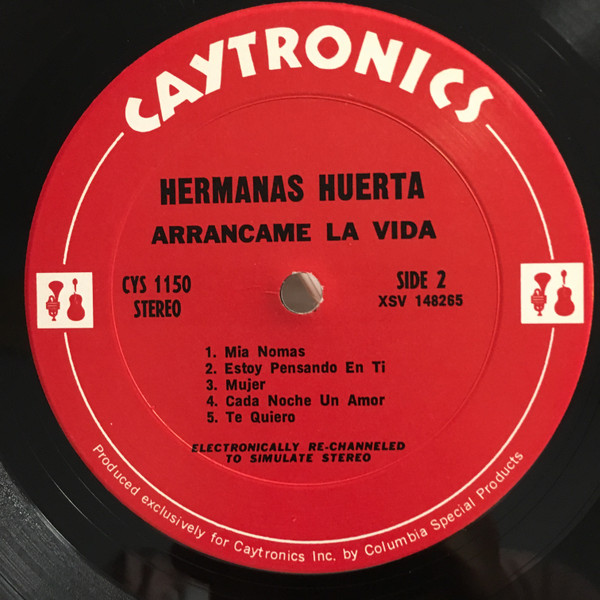 CAYTRONICS
HERMANAS HUERTA
ARRANCAME LA VIDA
CYS 1150
STEREO
SIDE 2
XSV 148265
1. Mia Nomas
2. Estoy Pensando En Ti
3. Mujer
4. Cada Noche Un Amor
5. Te Quiero
ELECTRONICALLY RE-CHANNELED
TO SIMULATE STEREO
Produced exclusively for Caytronics Inc. by Columbia Special Products